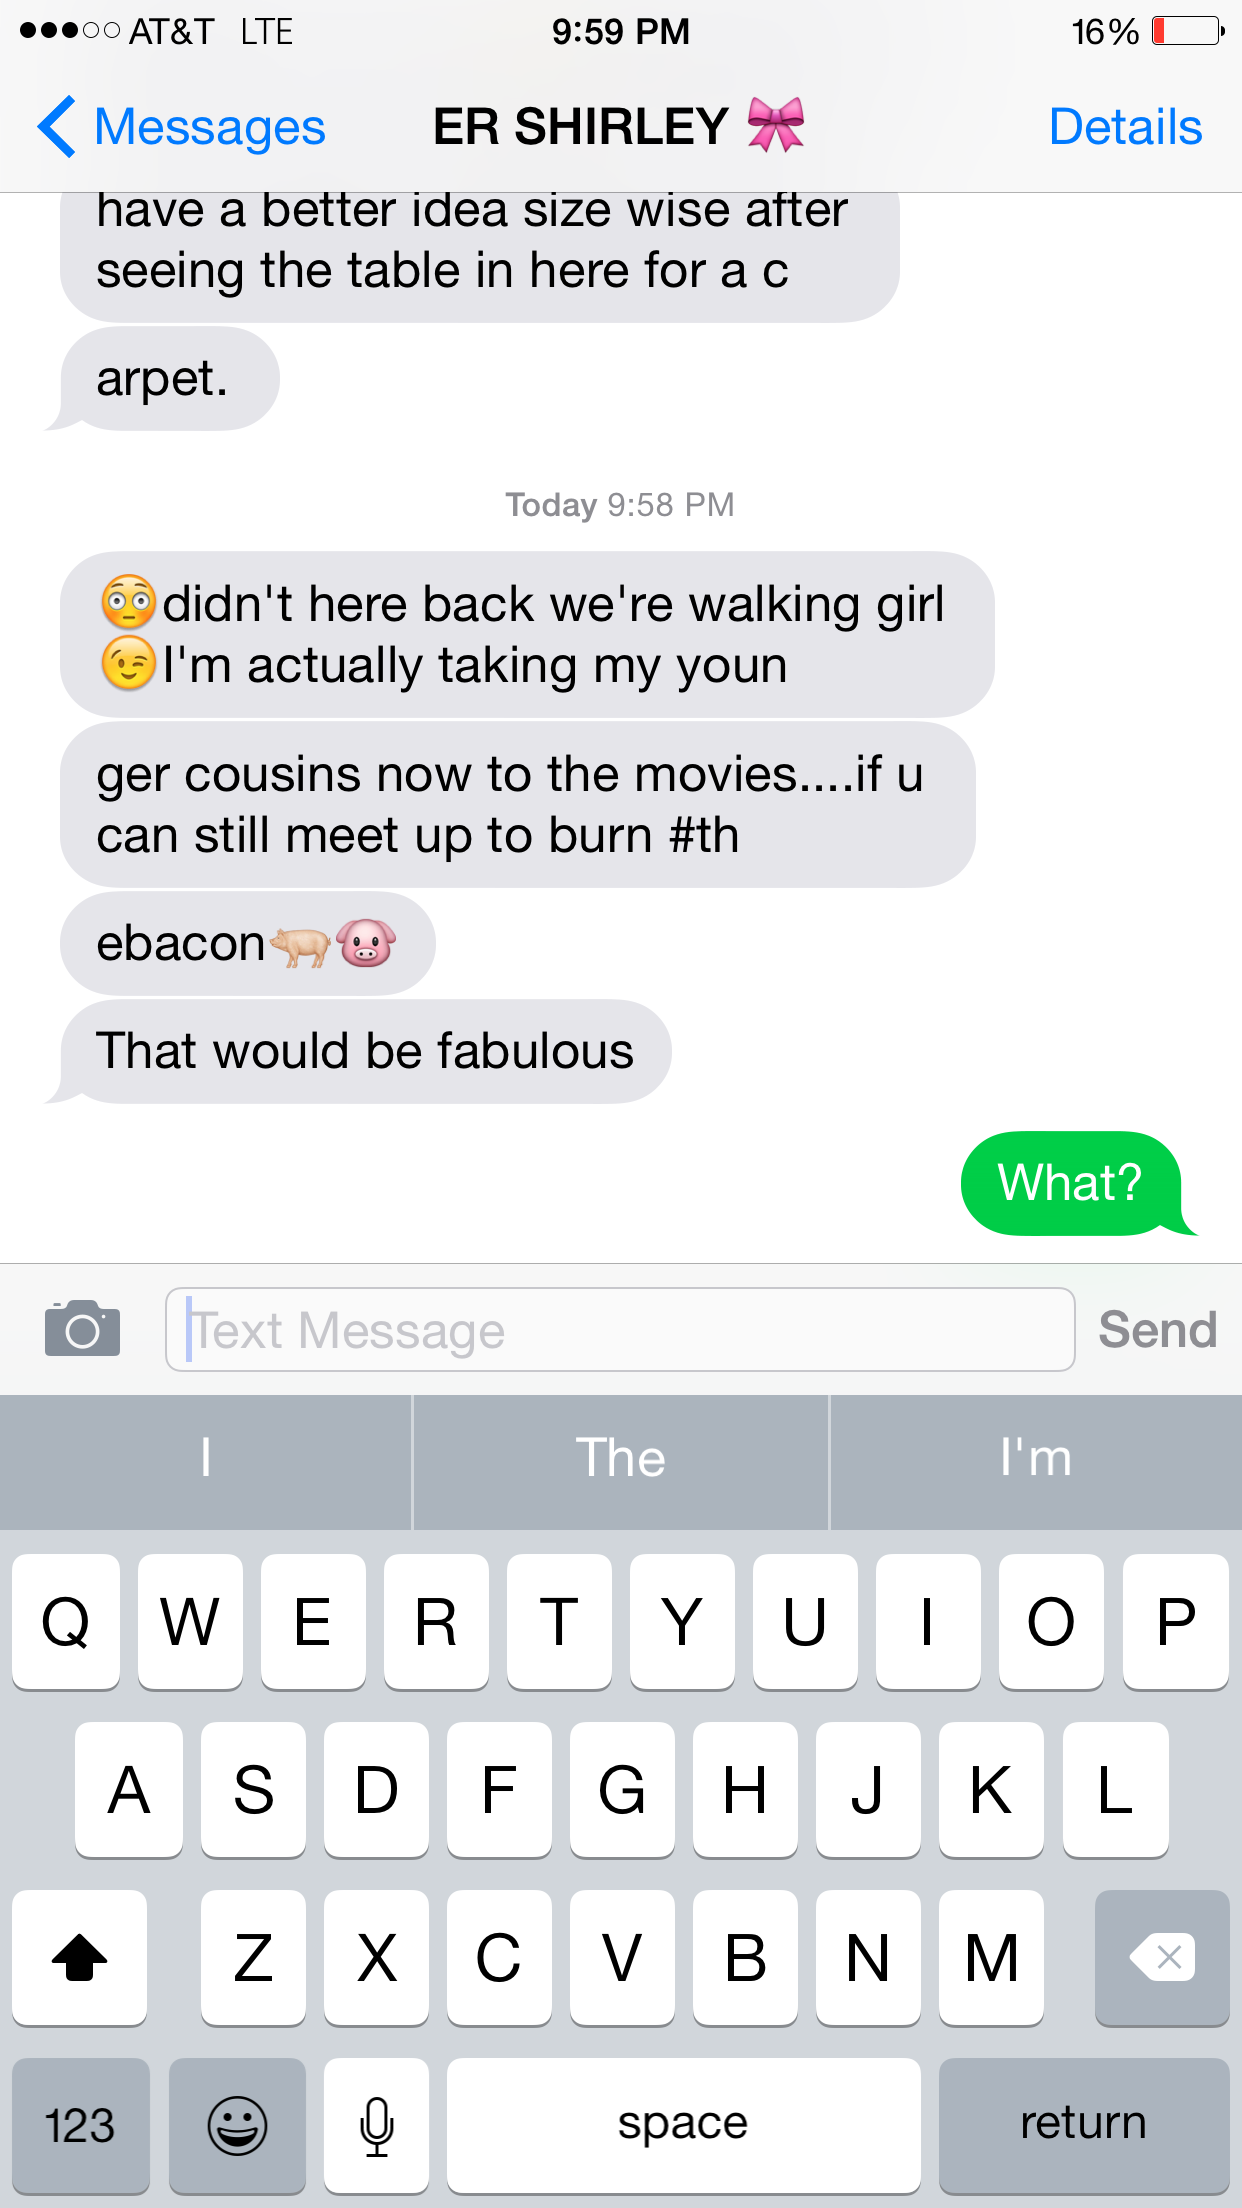 AT&T LTE 9:59 PM 16%
Messages ER SHIRLEY 🎀 Details
have a better idea size wise after
seeing the table in here for a c
arpet.
Today 9:58 PM
😳didn't here back we're walking girl
😉I'm actually taking my youn
ger cousins now to the movies....if u
can still meet up to burn #th
ebacon🐖🐷
That would be fabulous
What?
Text Message Send
I The I'm
Q W E R T Y U I O P
A S D F G H J K L
Z X C V B N M
123 space return